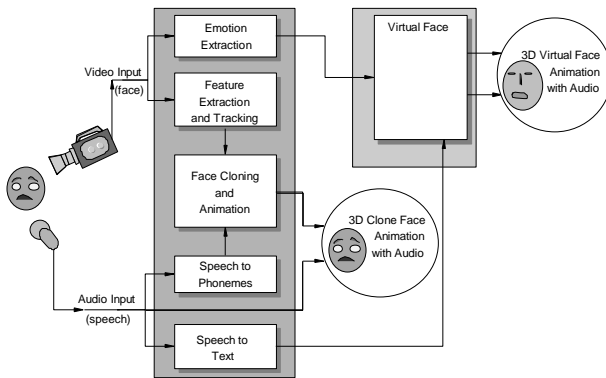 Emotion
Extraction
Virtual Face
3D Virtual Face
Animation
with Audio
Video Input
(face)
Feature
Extraction
and Tracking
Face Cloning
and
Animation
3D Clone Face
Animation
with Audio
Speech to
Phonemes
Audio Input
(speech)
Speech to
Text